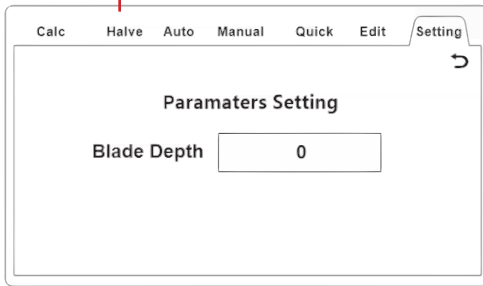 Calc Halve Auto Manual Quick Edit Setting
Paramaters Setting
Blade Depth 0